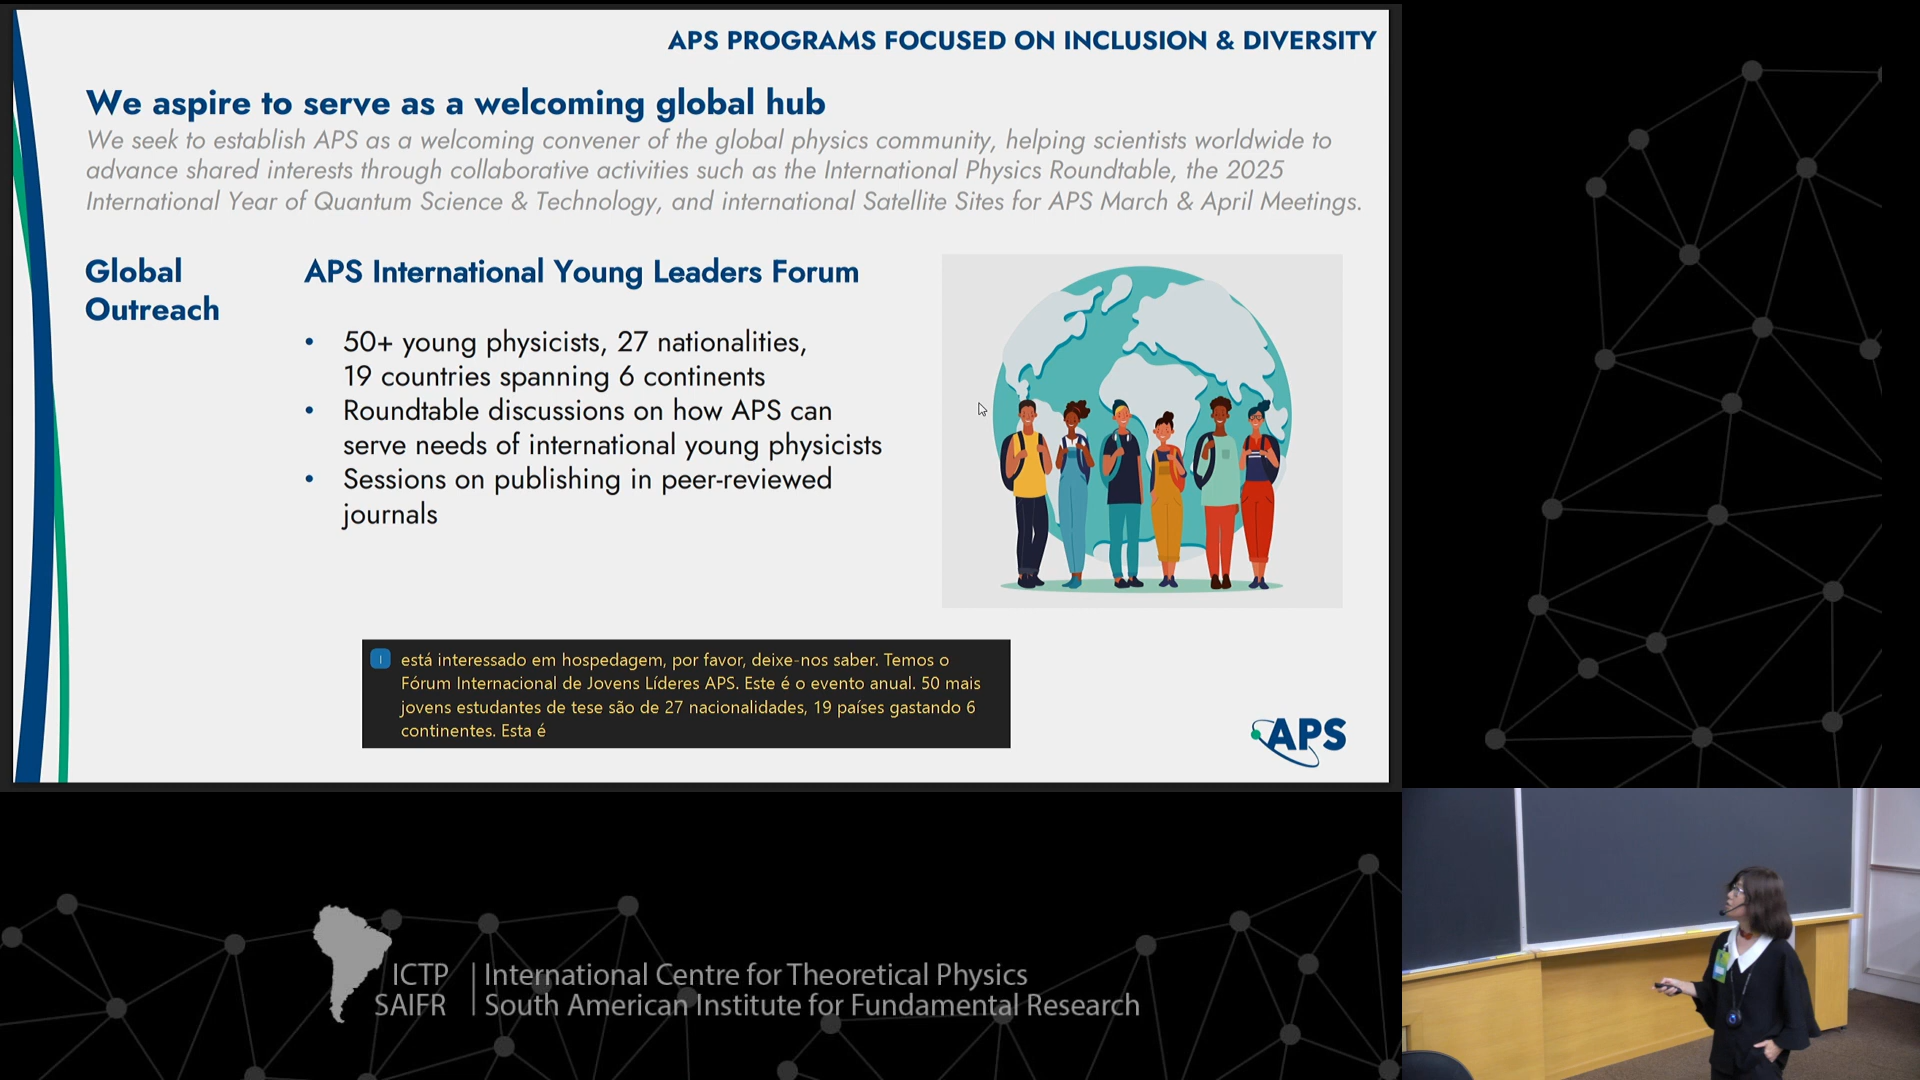 APS PROGRAMS FOCUSED ON INCLUSION & DIVERSITY
We aspire to serve as a welcoming global hub
We seek to establish APS as a welcoming convener of the global physics community, helping scientists worldwide to
advance shared interests through collaborative activities such as the International Physics Roundtable, the 2025
International Year of Quantum Science & Technology, and international Satellite Sites for APS March & April Meetings.
Global
Outreach
APS International Young Leaders Forum
• 50+ young physicists, 27 nationalities,
19 countries spanning 6 continents
• Roundtable discussions on how APS can
serve needs of international young physicists
• Sessions on publishing in peer-reviewed
journals
está interessado em hospedagem, por favor, deixe-nos saber. Temos o
Fórum Internacional de Jovens Líderes APS. Este é o evento anual. 50 mais
jovens estudantes de tese são de 27 nacionalidades, 19 países gastando 6
continentes. Esta é
APS
ICTP | International Centre for Theoretical Physics
SAIFR | South American Institute for Fundamental Research